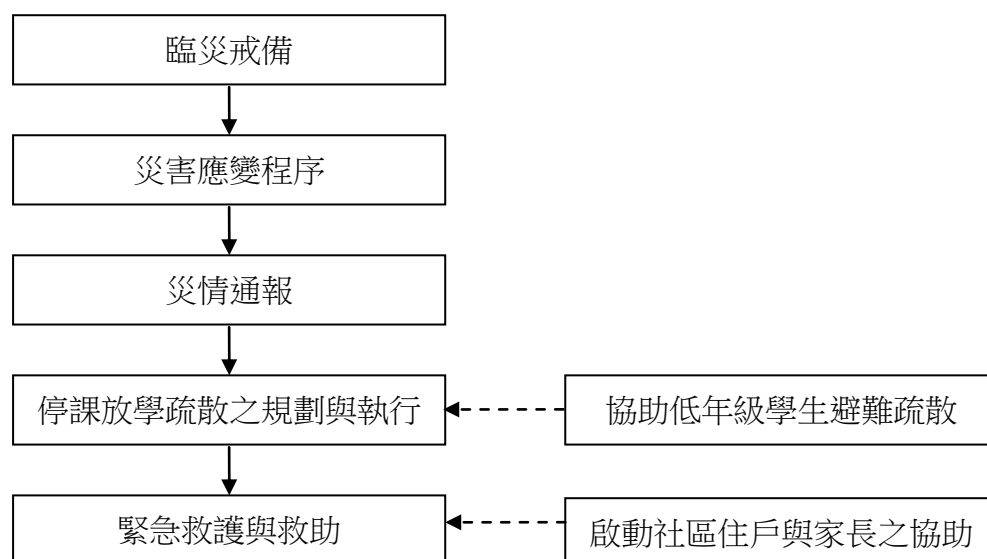 臨災戒備
災害應變程序
災情通報
停課放學疏散之規劃與執行
協助低年級學生避難疏散
緊急救護與救助
啟動社區住戶與家長之協助